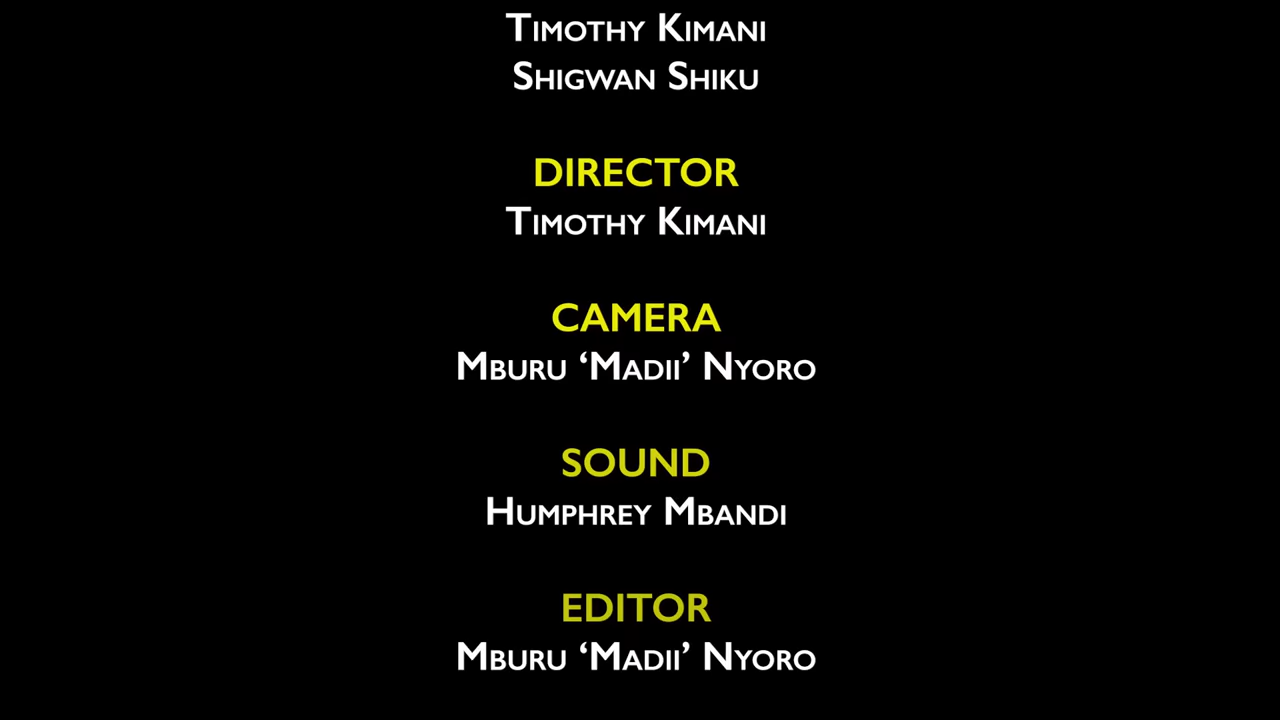 Timothy Kimani
Shigwan Shiku
DIRECTOR
Timothy Kimani
CAMERA
Mburu ‘Madii’ Nyoro
SOUND
Humphrey Mbandi
EDITOR
Mburu ‘Madii’ Nyoro